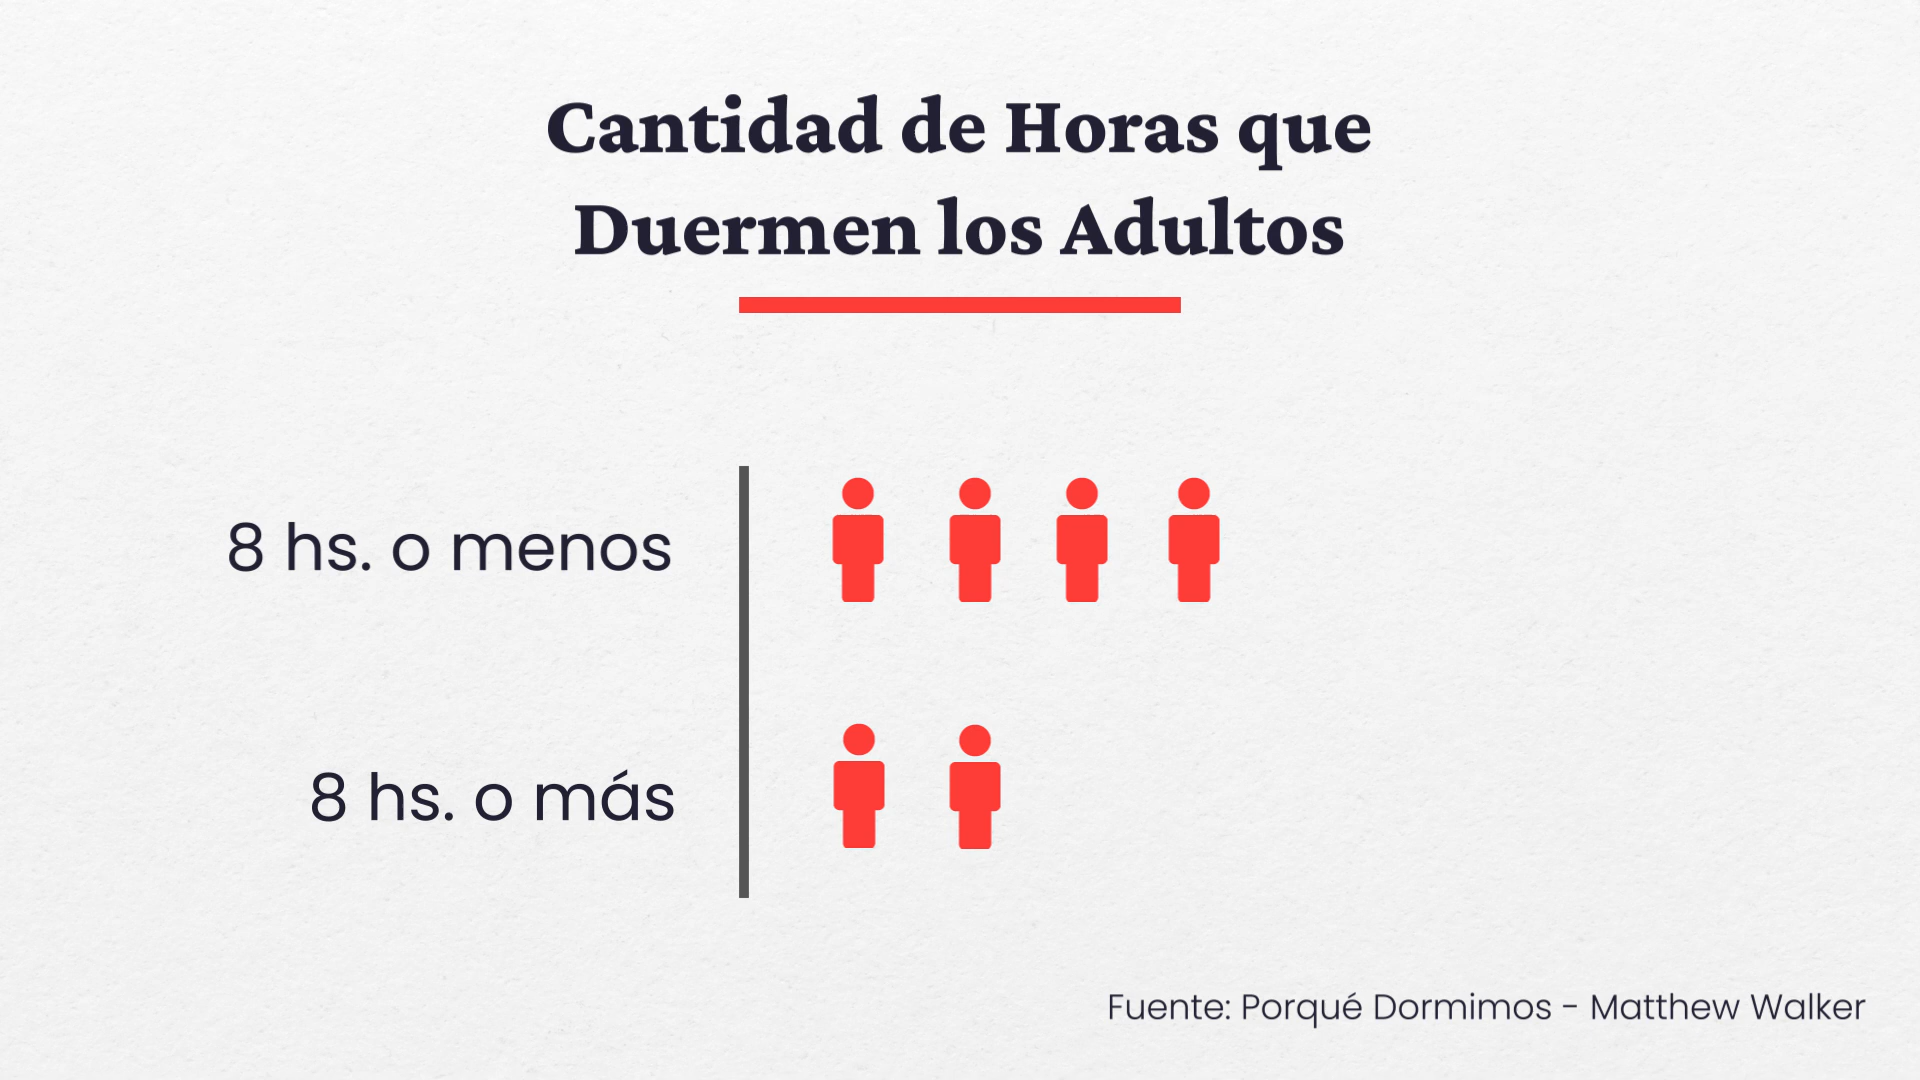 Cantidad de Horas que
Duermen los Adultos
8 hs. o menos
8 hs. o más
Fuente: Porqué Dormimos - Matthew Walker